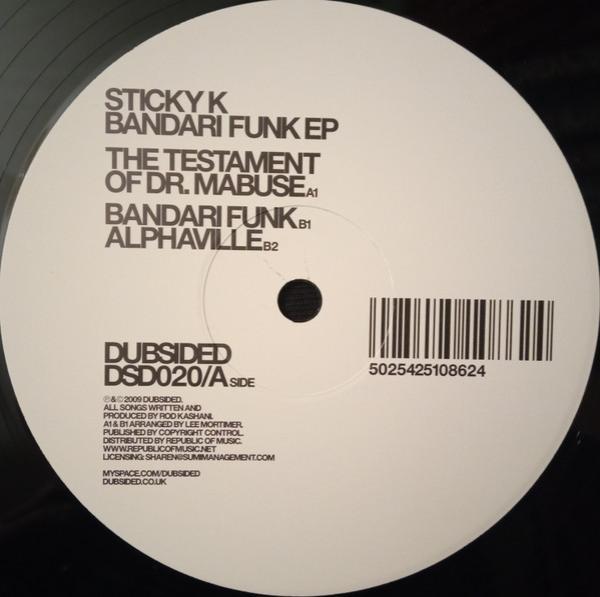 STICKY K
BANDARI FUNK EP
THE TESTAMENT
OF DR. MABUSE A1
BANDARI FUNK B1
ALPHAVILLE B2
5025425108624
DUBSIDED
DSD020/A SIDE
℗&© 2009 DUBSIDED.
ALL SONGS WRITTEN AND
PRODUCED BY ROD KASHANI.
A1 & B1 ARRANGED BY LEE MORTIMER.
PUBLISHED BY COPYRIGHT CONTROL.
DISTRIBUTED BY REPUBLIC OF MUSIC.
WWW.REPUBLICOFMUSIC.NET
LICENSING: SHAREN@SUMIMANAGEMENT.COM
MYSPACE.COM/DUBSIDED
DUBSIDED.CO.UK